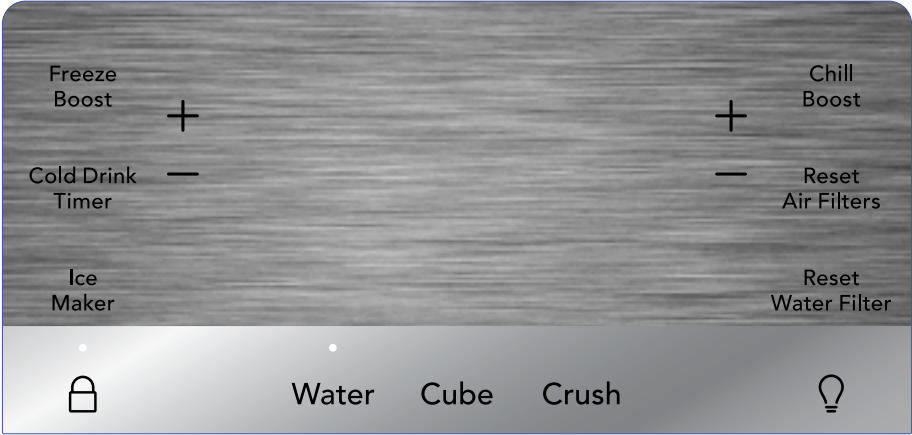 Freeze
Boost
Chill
Boost
+
+
Cold Drink
Timer
−
−
Reset
Air Filters
Ice
Maker
Reset
Water Filter
Water
Cube
Crush